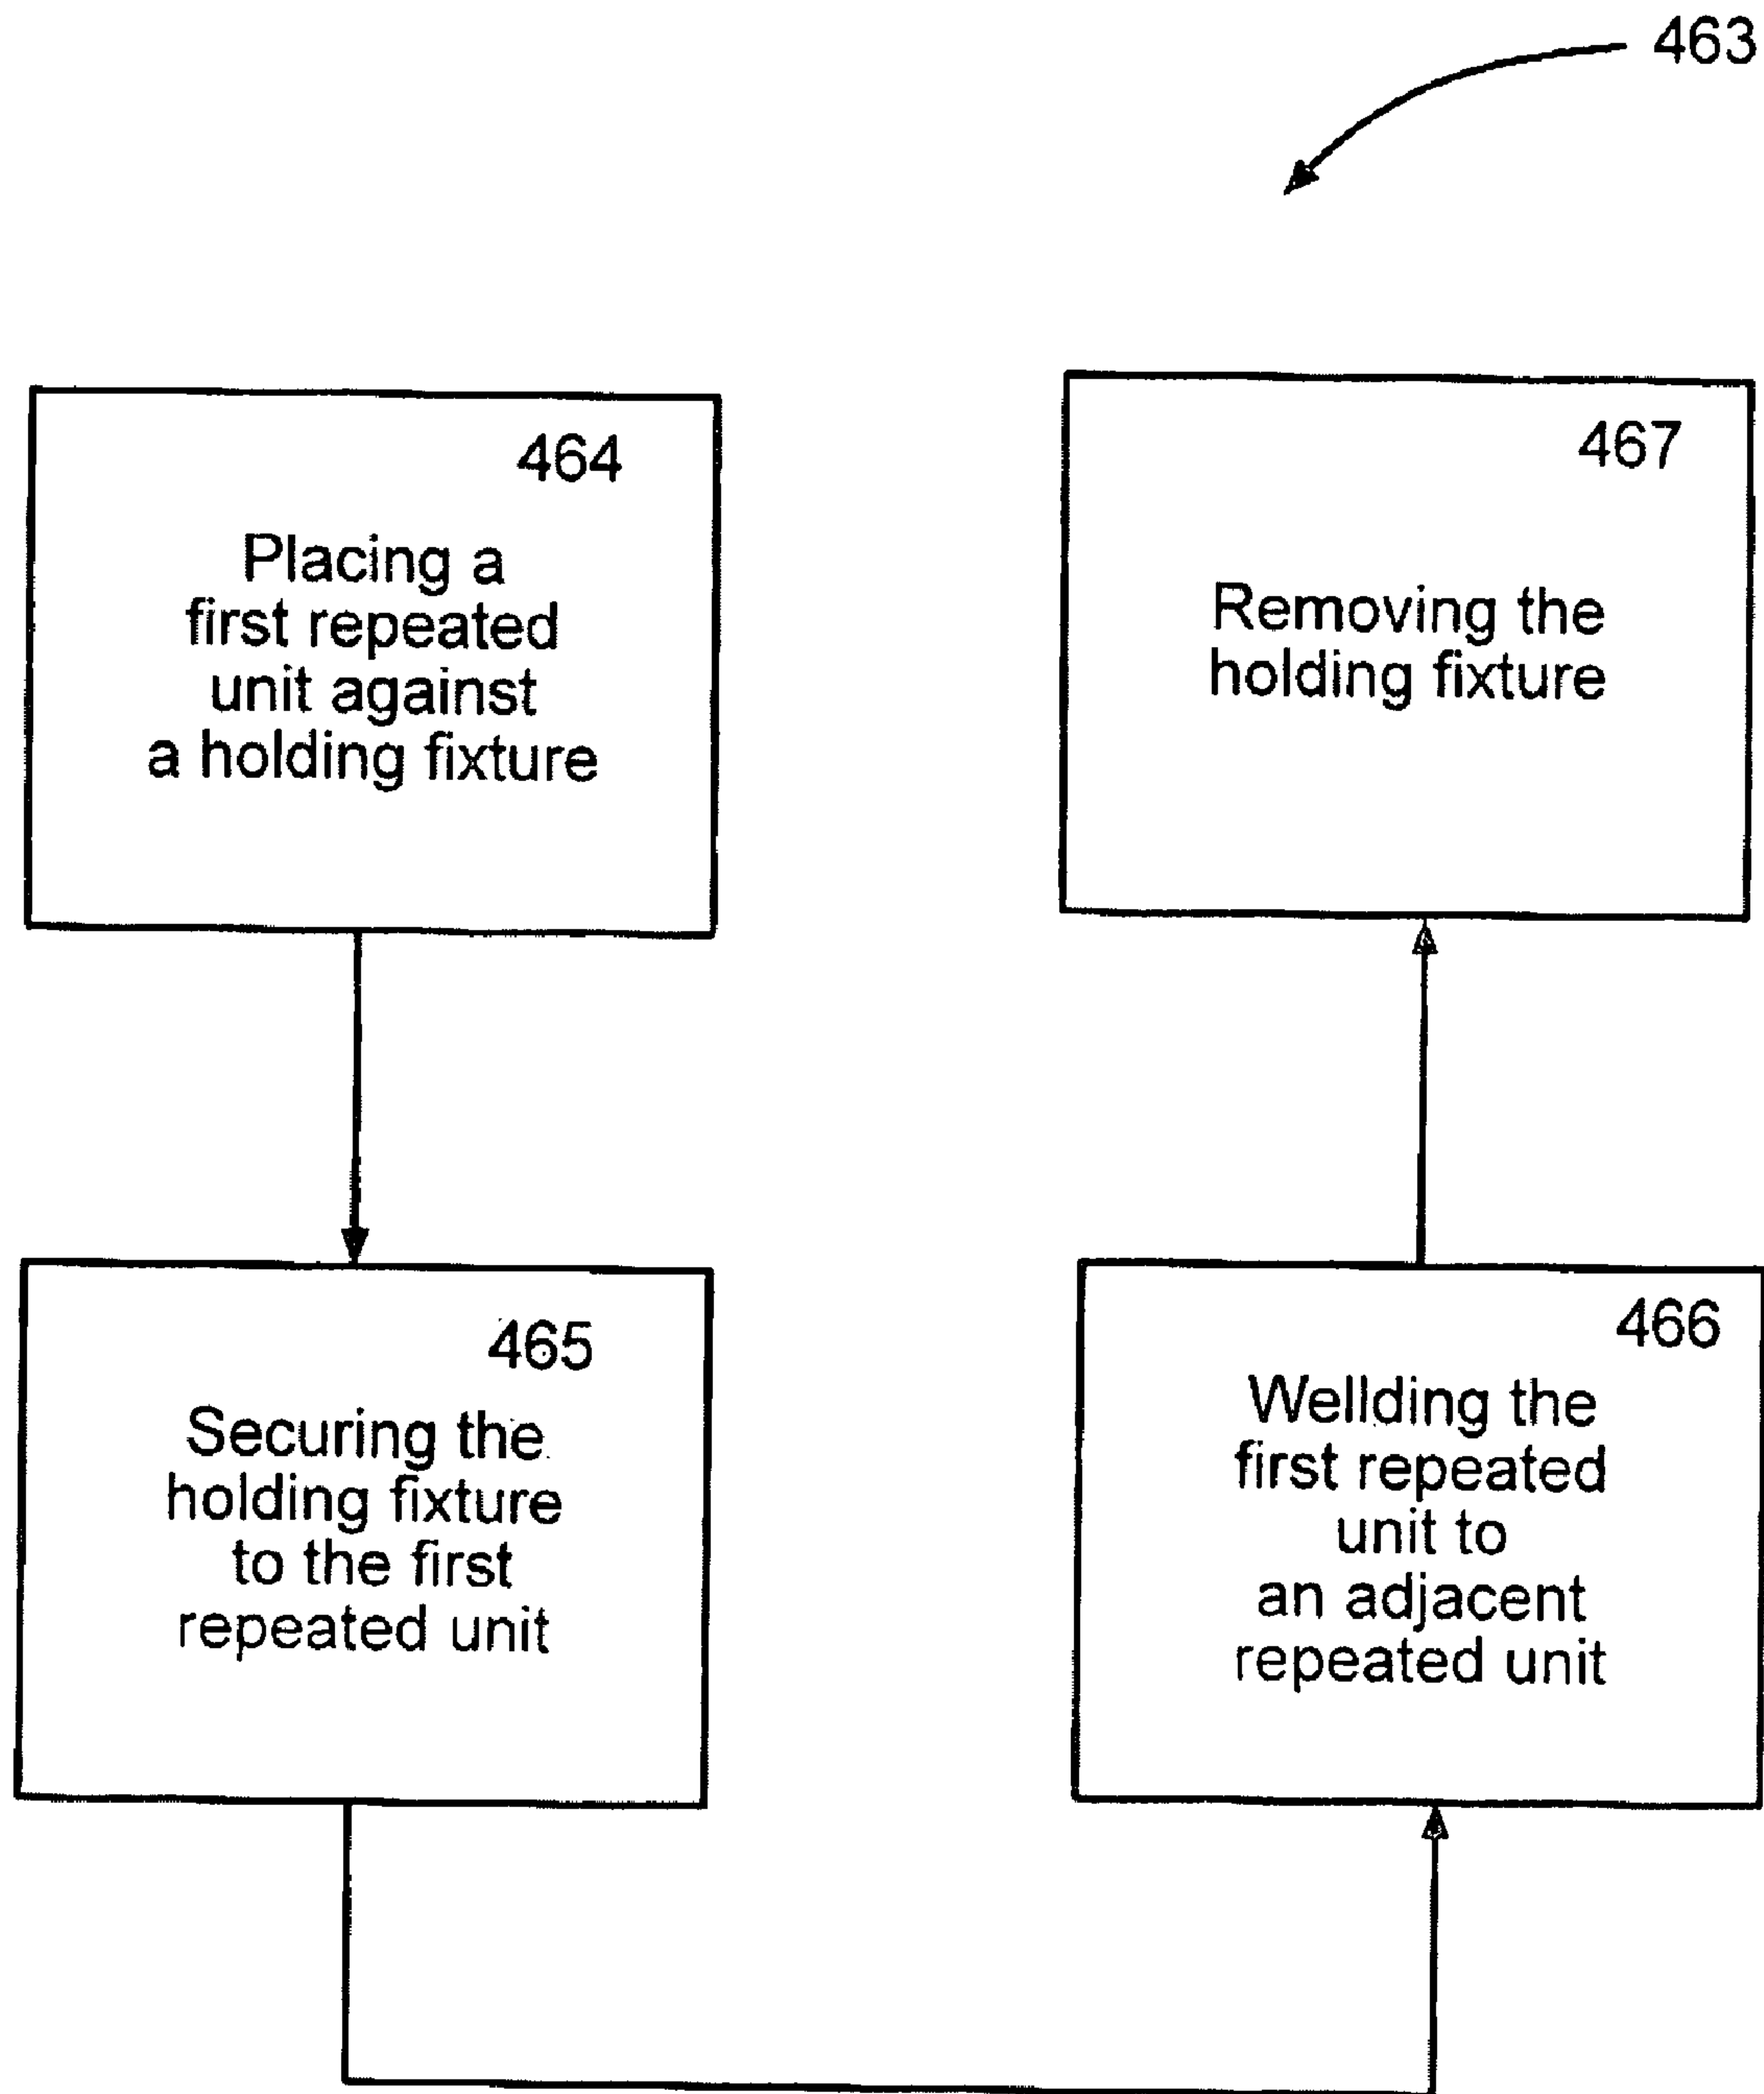 463
464
Placing a
first repeated
unit against
a holding fixture
465
Securing the
holding fixture
to the first
repeated unit
466
Wellding the
first repeated
unit to
an adjacent
repeated unit
467
Removing the
holding fixture